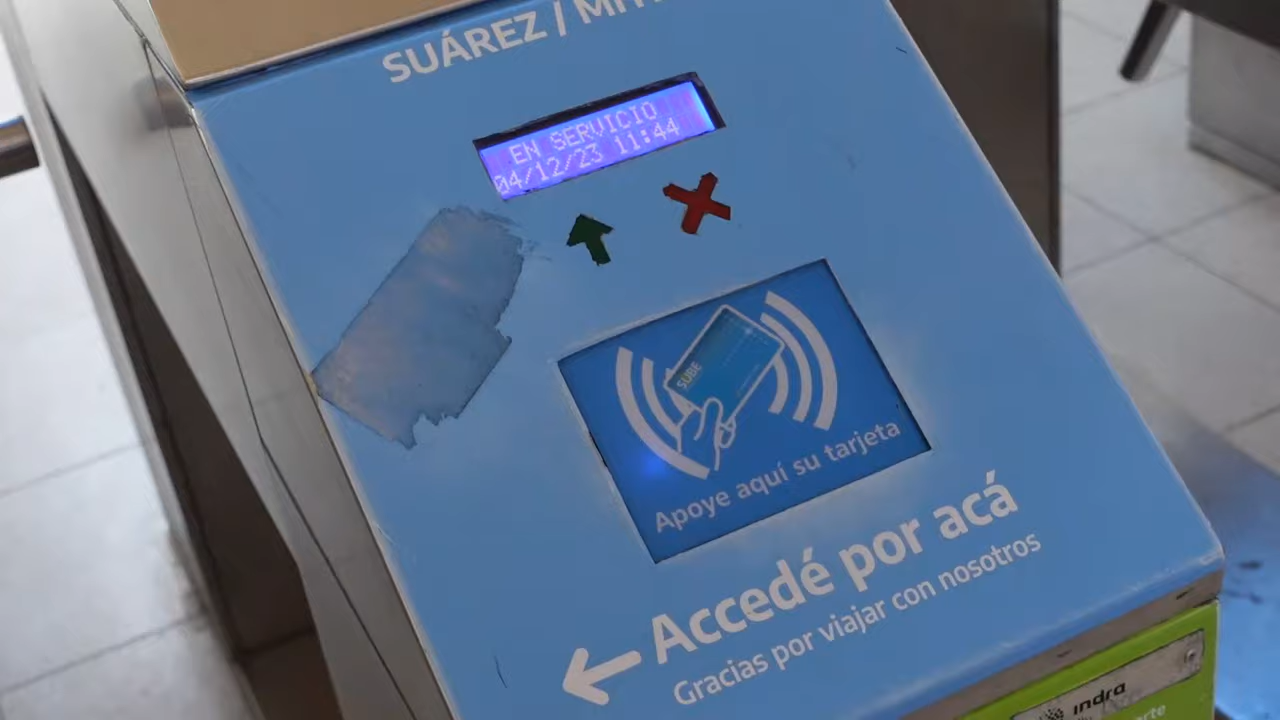 SUÁREZ / MIT
EN SERVICIO
04/12/23 11:44
SUBE
Apoye aquí su tarjeta
Accedé por acá
Gracias por viajar con nosotros
indra